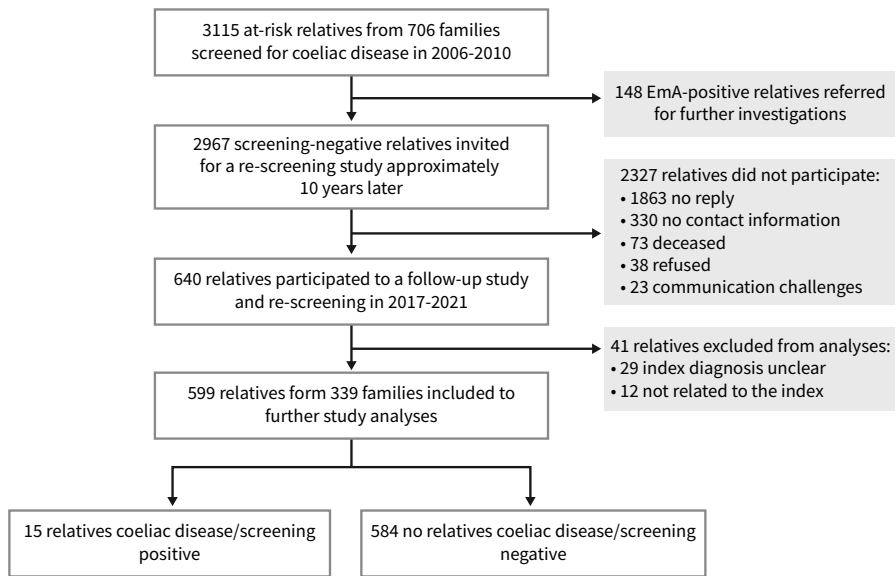 3115 at-risk relatives from 706 families
screened for coeliac disease in 2006-2010
148 EmA-positive relatives referred
for further investigations
2967 screening-negative relatives invited
for a re-screening study approximately
10 years later
2327 relatives did not participate:
• 1863 no reply
• 330 no contact information
• 73 deceased
• 38 refused
• 23 communication challenges
640 relatives participated to a follow-up study
and re-screening in 2017-2021
41 relatives excluded from analyses:
• 29 index diagnosis unclear
• 12 not related to the index
599 relatives form 339 families included to
further study analyses
15 relatives coeliac disease/screening
positive
584 no relatives coeliac disease/screening
negative